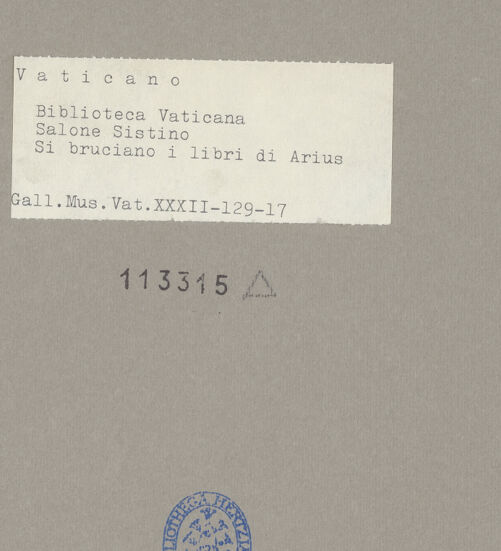 Vaticano
Biblioteca Vaticana
Salone Sistino
Si bruciano i libri di Arius
Gall.Mus.Vat.XXXII-129-17
113315